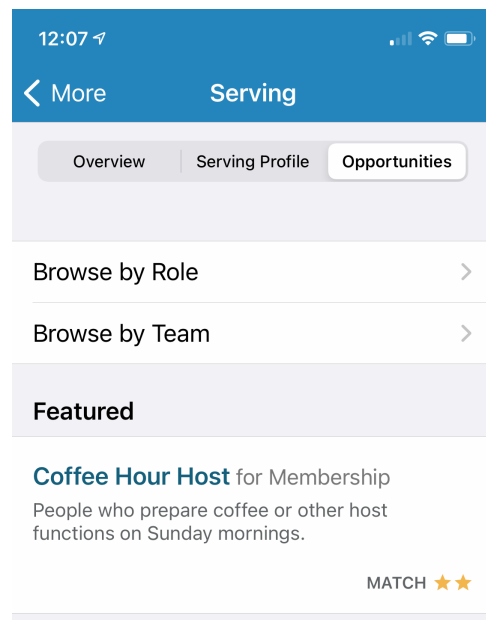 12:07
More
Serving
Overview
Serving Profile
Opportunities
Browse by Role
Browse by Team
Featured
Coffee Hour Host for Membership
People who prepare coffee or other host
functions on Sunday mornings.
MATCH